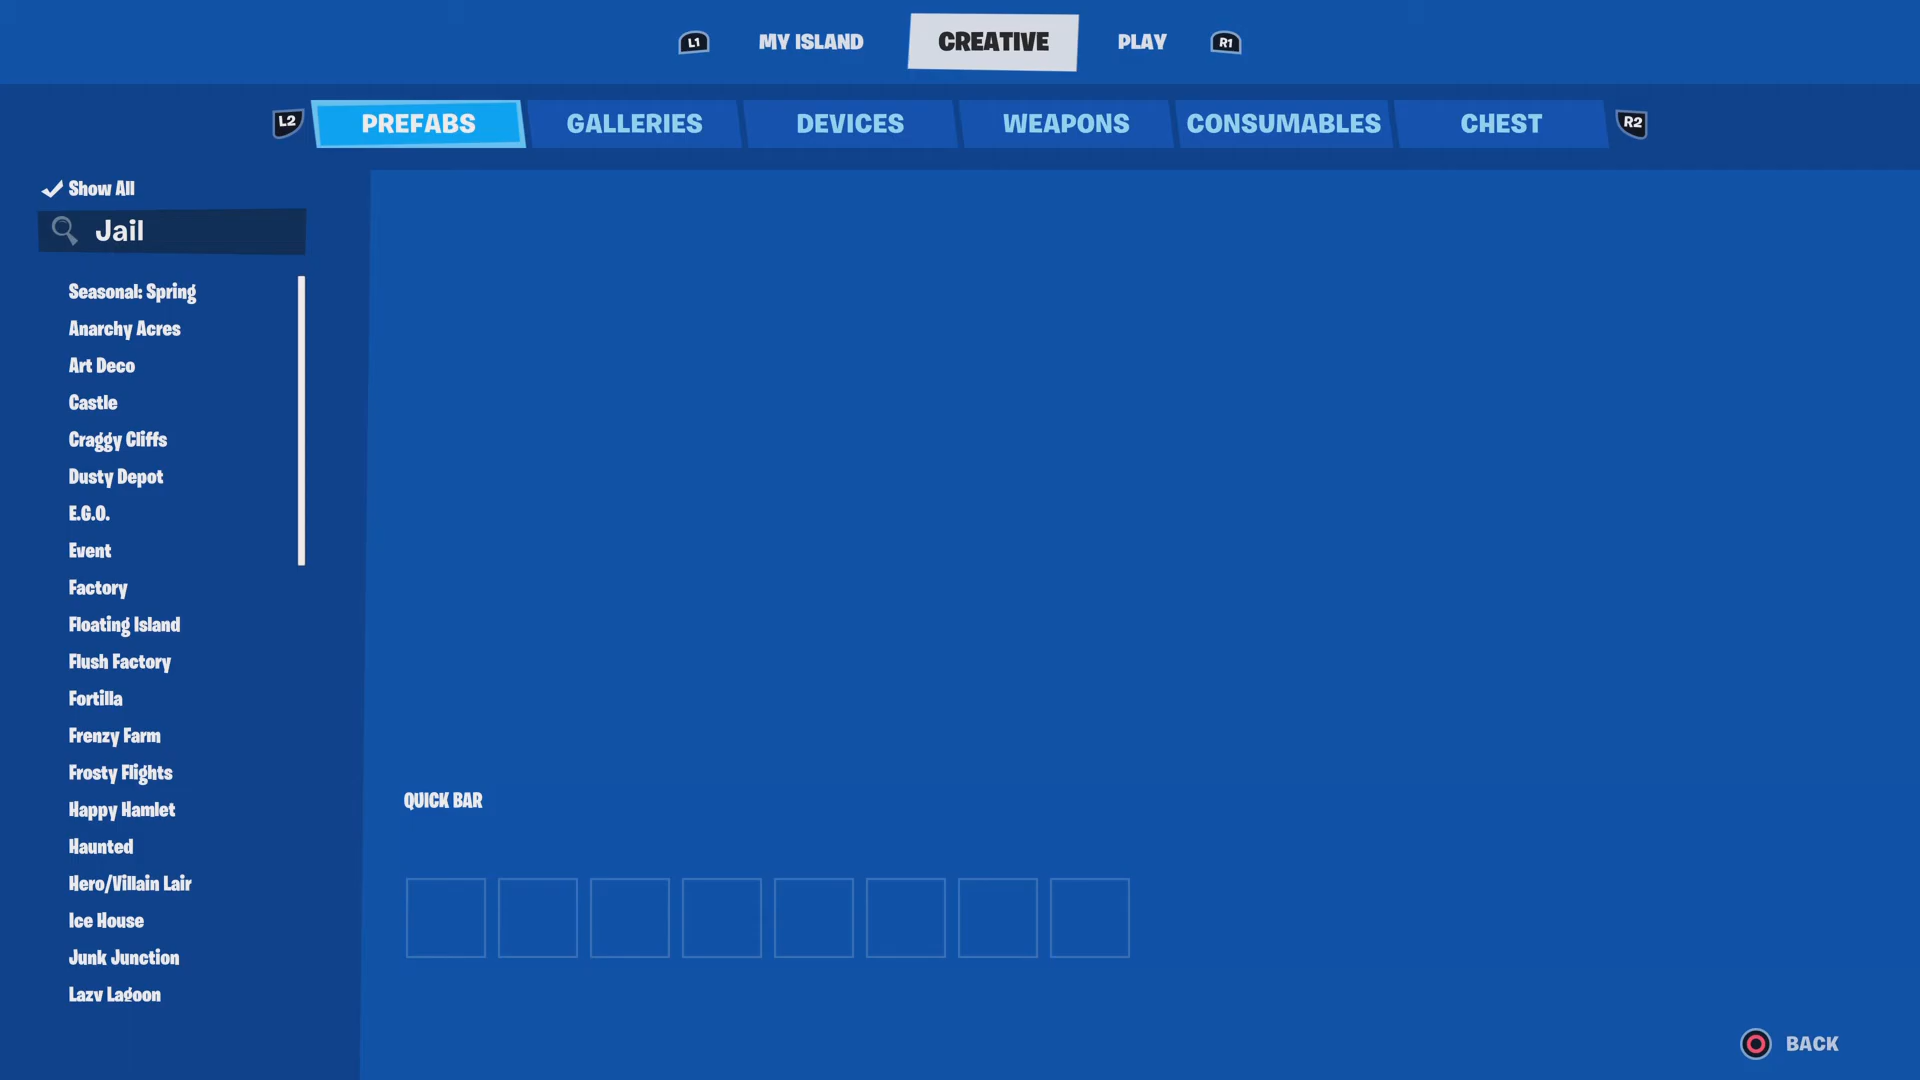 L1 MY ISLAND CREATIVE PLAY R1
L2 PREFABS GALLERIES DEVICES WEAPONS CONSUMABLES CHEST R2
Show All
Jail
Seasonal: Spring
Anarchy Acres
Art Deco
Castle
Craggy Cliffs
Dusty Depot
E.G.O.
Event
Factory
Floating Island
Flush Factory
Fortilla
Frenzy Farm
Frosty Flights
Happy Hamlet
Haunted
Hero/Villain Lair
Ice House
Junk Junction
Lazy Lagoon
QUICK BAR
BACK